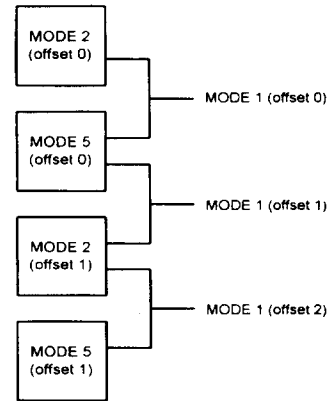 MODE 2
(offset 0)
MODE 1 (offset 0)
MODE 5
(offset 0)
MODE 1 (offset 1)
MODE 2
(offset 1)
MODE 1 (offset 2)
MODE 5
(offset 1)